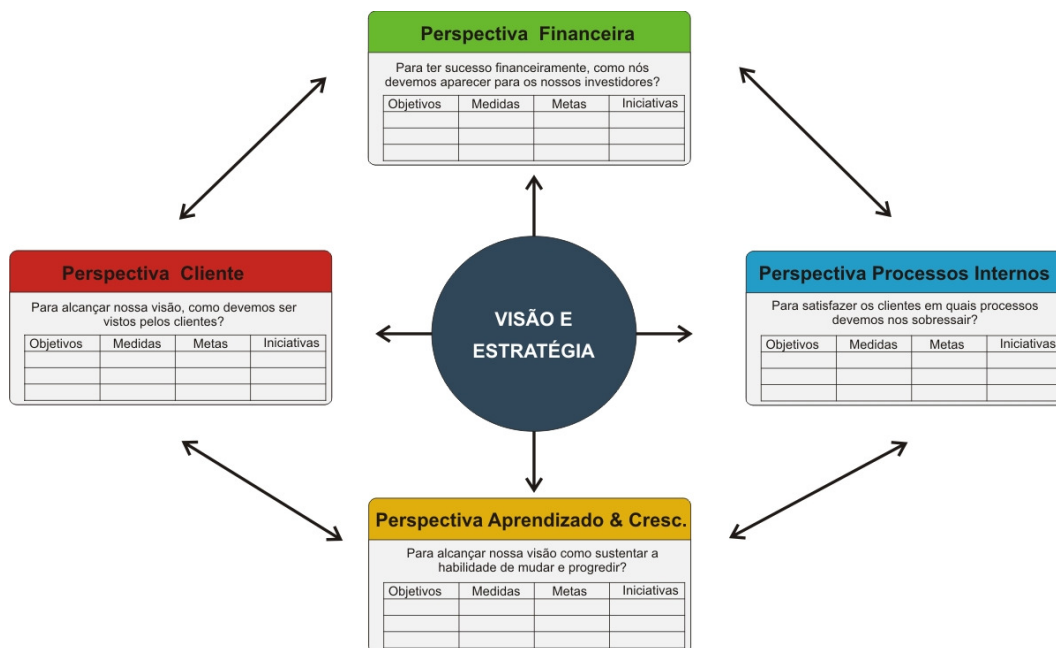 Perspectiva Financeira
Para ter sucesso financeiramente, como nós
devemos aparecer para os nossos investidores?
Objetivos Medidas Metas Iniciativas
Perspectiva Cliente
Para alcançar nossa visão, como devemos ser
vistos pelos clientes?
Objetivos Medidas Metas Iniciativas
VISÃO E
ESTRATÉGIA
Perspectiva Processos Internos
Para satisfazer os clientes em quais processos
devemos nos sobressair?
Objetivos Medidas Metas Iniciativas
Perspectiva Aprendizado & Cresc.
Para alcançar nossa visão como sustentar a
habilidade de mudar e progredir?
Objetivos Medidas Metas Iniciativas